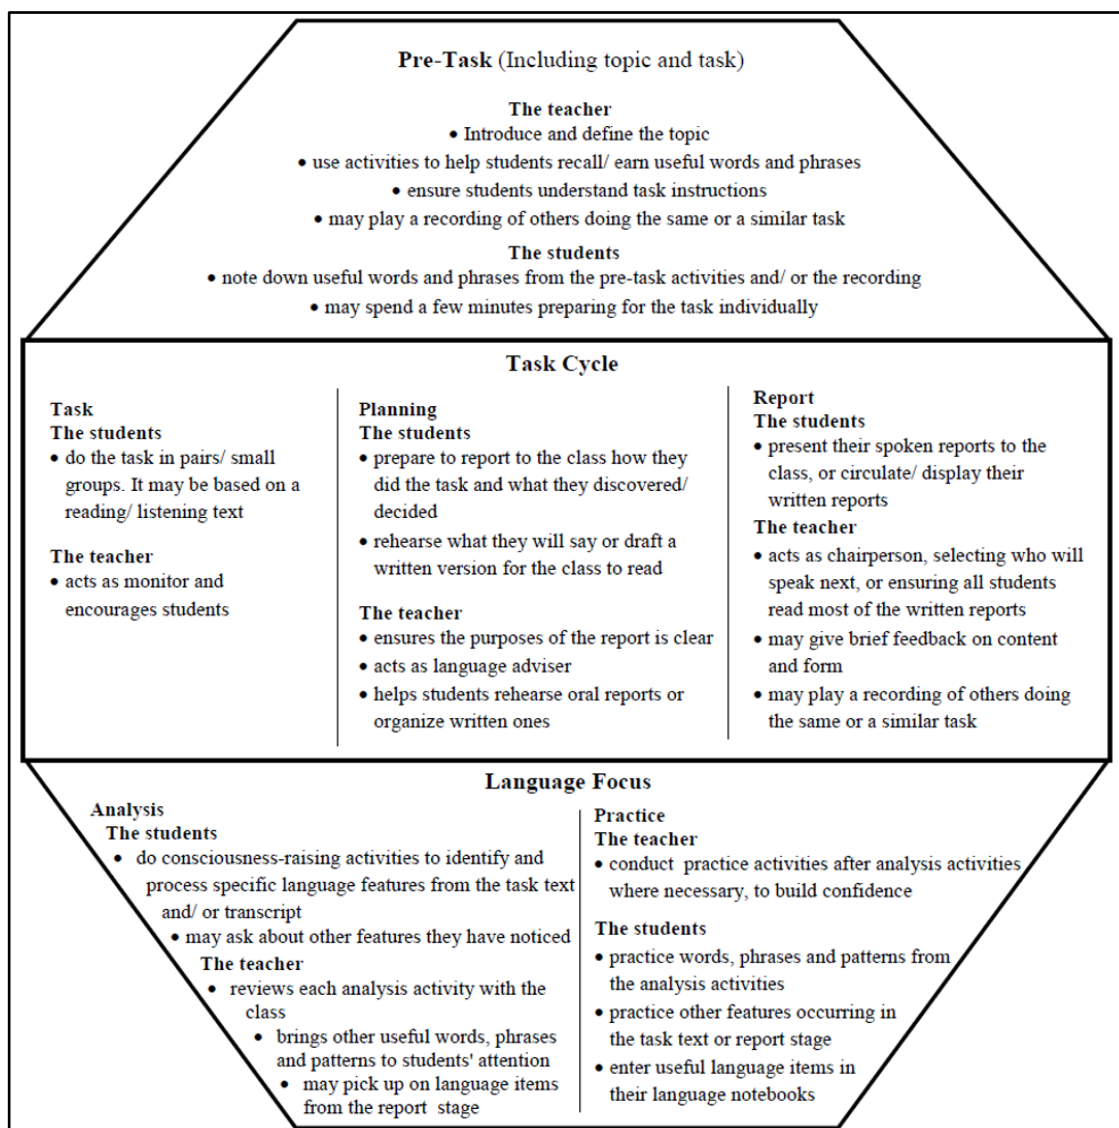 Pre-Task (Including topic and task)
The teacher
• Introduce and define the topic
• use activities to help students recall/ earn useful words and phrases
• ensure students understand task instructions
• may play a recording of others doing the same or a similar task
The students
• note down useful words and phrases from the pre-task activities and/ or the recording
• may spend a few minutes preparing for the task individually
Task Cycle
Task
The students
• do the task in pairs/ small
groups. It may be based on a
reading/ listening text
The teacher
• acts as monitor and
encourages students
Planning
The students
• prepare to report to the class how they
did the task and what they discovered/
decided
• rehearse what they will say or draft a
written version for the class to read
The teacher
• ensures the purposes of the report is clear
• acts as language adviser
• helps students rehearse oral reports or
organize written ones
Report
The students
• present their spoken reports to the
class, or circulate/ display their
written reports
The teacher
• acts as chairperson, selecting who will
speak next, or ensuring all students
read most of the written reports
• may give brief feedback on content
and form
• may play a recording of others doing
the same or a similar task
Language Focus
Analysis
The students
• do consciousness-raising activities to identify and
process specific language features from the task text
and/ or transcript
• may ask about other features they have noticed
The teacher
• reviews each analysis activity with the
class
• brings other useful words, phrases
and patterns to students' attention
• may pick up on language items
from the report stage
Practice
The teacher
• conduct practice activities after analysis activities
where necessary, to build confidence
The students
• practice words, phrases and patterns from
the analysis activities
• practice other features occurring in
the task text or report stage
• enter useful language items in
their language notebooks